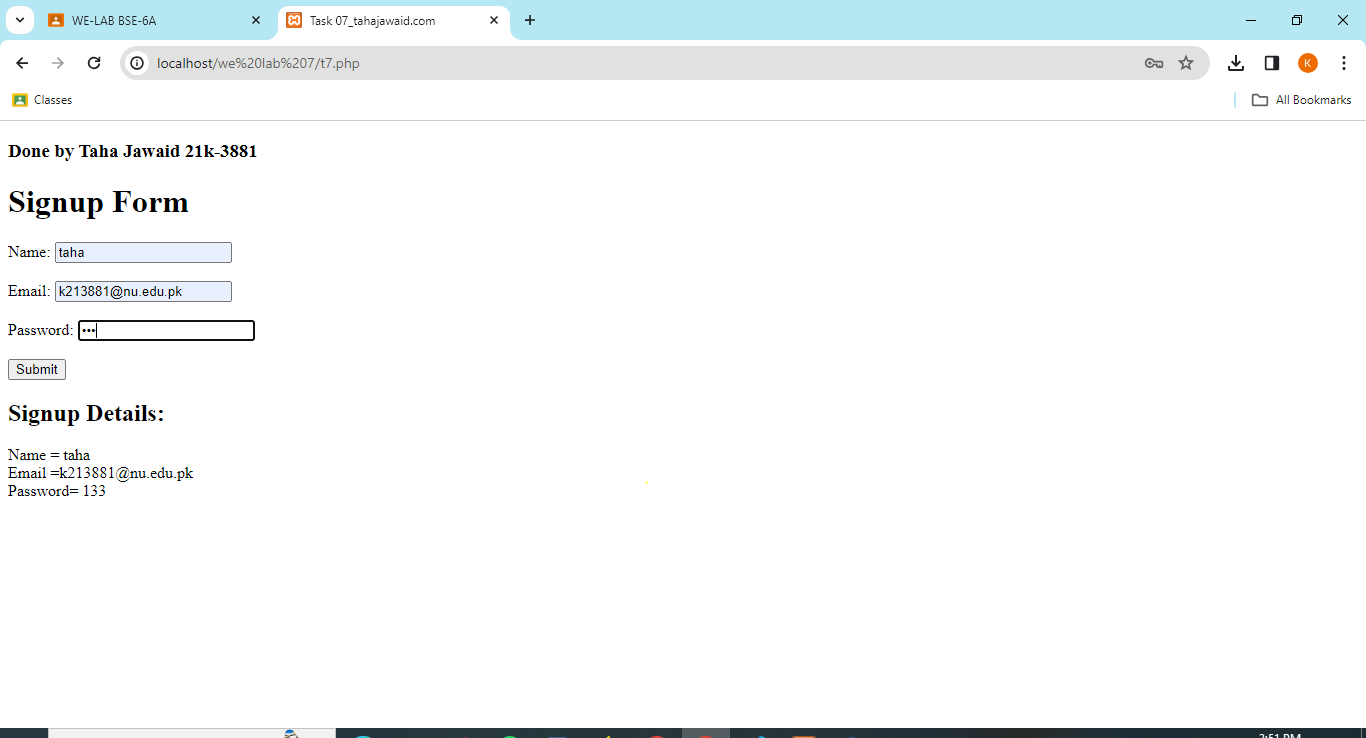 WE-LAB BSE-6A
Task 07_tahajawaid.com
localhost/we%20lab%207/t7.php
K
Classes
All Bookmarks
Done by Taha Jawaid 21k-3881
Signup Form
Name: taha
Email: k213881@nu.edu.pk
Password: •••
Submit
Signup Details:
Name = taha
Email =k213881@nu.edu.pk
Password= 133